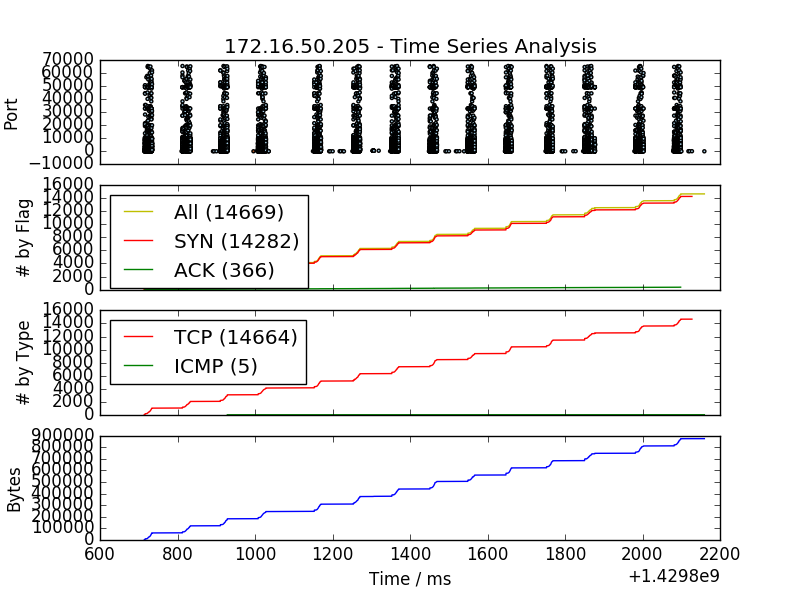 172.16.50.205 - Time Series Analysis
70000
60000
50000
40000
30000
20000
10000
0
−10000
Port
16000
14000
12000
10000
8000
6000
4000
2000
0
# by Flag
All (14669)
SYN (14282)
ACK (366)
16000
14000
12000
10000
8000
6000
4000
2000
0
# by Type
TCP (14664)
ICMP (5)
900000
800000
700000
600000
500000
400000
300000
200000
100000
0
Bytes
600 800 1000 1200 1400 1600 1800 2000 2200
Time / ms
+1.4298e9